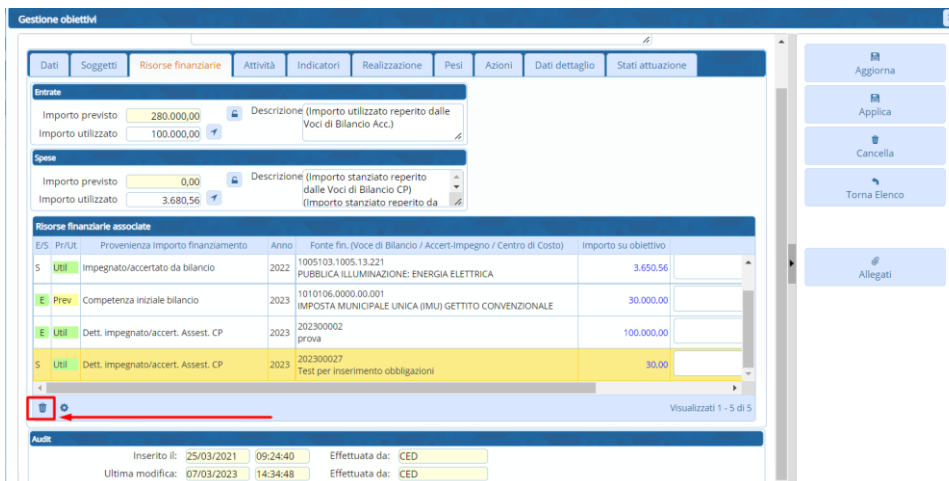 Gestione obiettivi
Dati Soggetti Risorse finanziarie Attività Indicatori Realizzazione Pesi Azioni Dati dettaglio Stati attuazione
Entrate
Importo previsto 280.000,00 Descrizione (Importo utilizzato reperito dalle
Voci di Bilancio Acc.)
Importo utilizzato 100.000,00
Spese
Importo previsto 0,00 Descrizione (Importo stanziato reperito
dalle Voci di Bilancio CP)
Importo utilizzato 3.680,56 (Importo stanziato reperito da
Risorse finanziarie associate
E/S Pr/Ut Provenienza Importo finanziamento Anno Fonte fin. (Voce di Bilancio / Accert-Impegno / Centro di Costo) Importo su obiettivo
S Util Impegnato/accertato da bilancio 2022 1005103.1005.13.221
PUBBLICA ILLUMINAZIONE: ENERGIA ELETTRICA 3.650,56
E Prev Competenza iniziale bilancio 2023 1010106.0000.00.001
IMPOSTA MUNICIPALE UNICA (IMU) GETTITO CONVENZIONALE 30.000,00
E Util Dett. impegnato/accert. Assest. CP 2023 202300002
prova 100.000,00
S Util Dett. impegnato/accert. Assest. CP 2023 202300027
Test per inserimento obbligazioni 30,00
Visualizzati 1 - 5 di 5
Audit
Inserito il: 25/03/2021 09:24:40 Effettuata da: CED
Ultima modifica: 07/03/2023 14:34:48 Effettuata da: CED
Aggiorna
Applica
Cancella
Torna Elenco
Allegati